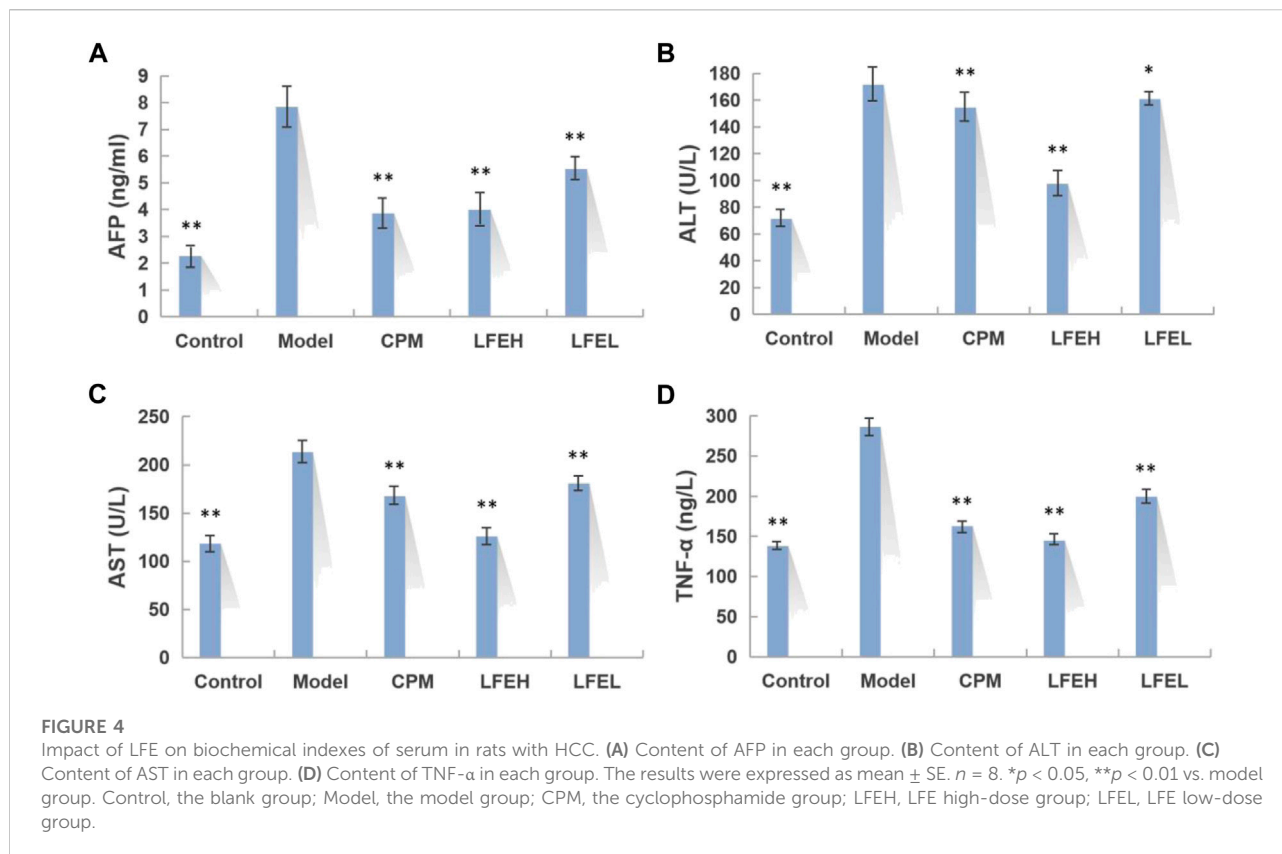 A
AFP (ng/ml)
9
8
7
6
5
4
3
2
1
0
**
**
**
**
Control Model CPM LFEH LFEL
B
ALT (U/L)
180
160
140
120
100
80
60
40
20
0
**
**
**
*
Control Model CPM LFEH LFEL
C
AST (U/L)
250
200
150
100
50
0
**
**
**
**
Control Model CPM LFEH LFEL
D
TNF-α (ng/L)
300
250
200
150
100
50
0
**
**
**
**
Control Model CPM LFEH LFEL
FIGURE 4
Impact of LFE on biochemical indexes of serum in rats with HCC. (A) Content of AFP in each group. (B) Content of ALT in each group. (C)
Content of AST in each group. (D) Content of TNF-α in each group. The results were expressed as mean ± SE. n = 8. *p < 0.05, **p < 0.01 vs. model
group. Control, the blank group; Model, the model group; CPM, the cyclophosphamide group; LFEH, LFE high-dose group; LFEL, LFE low-dose
group.